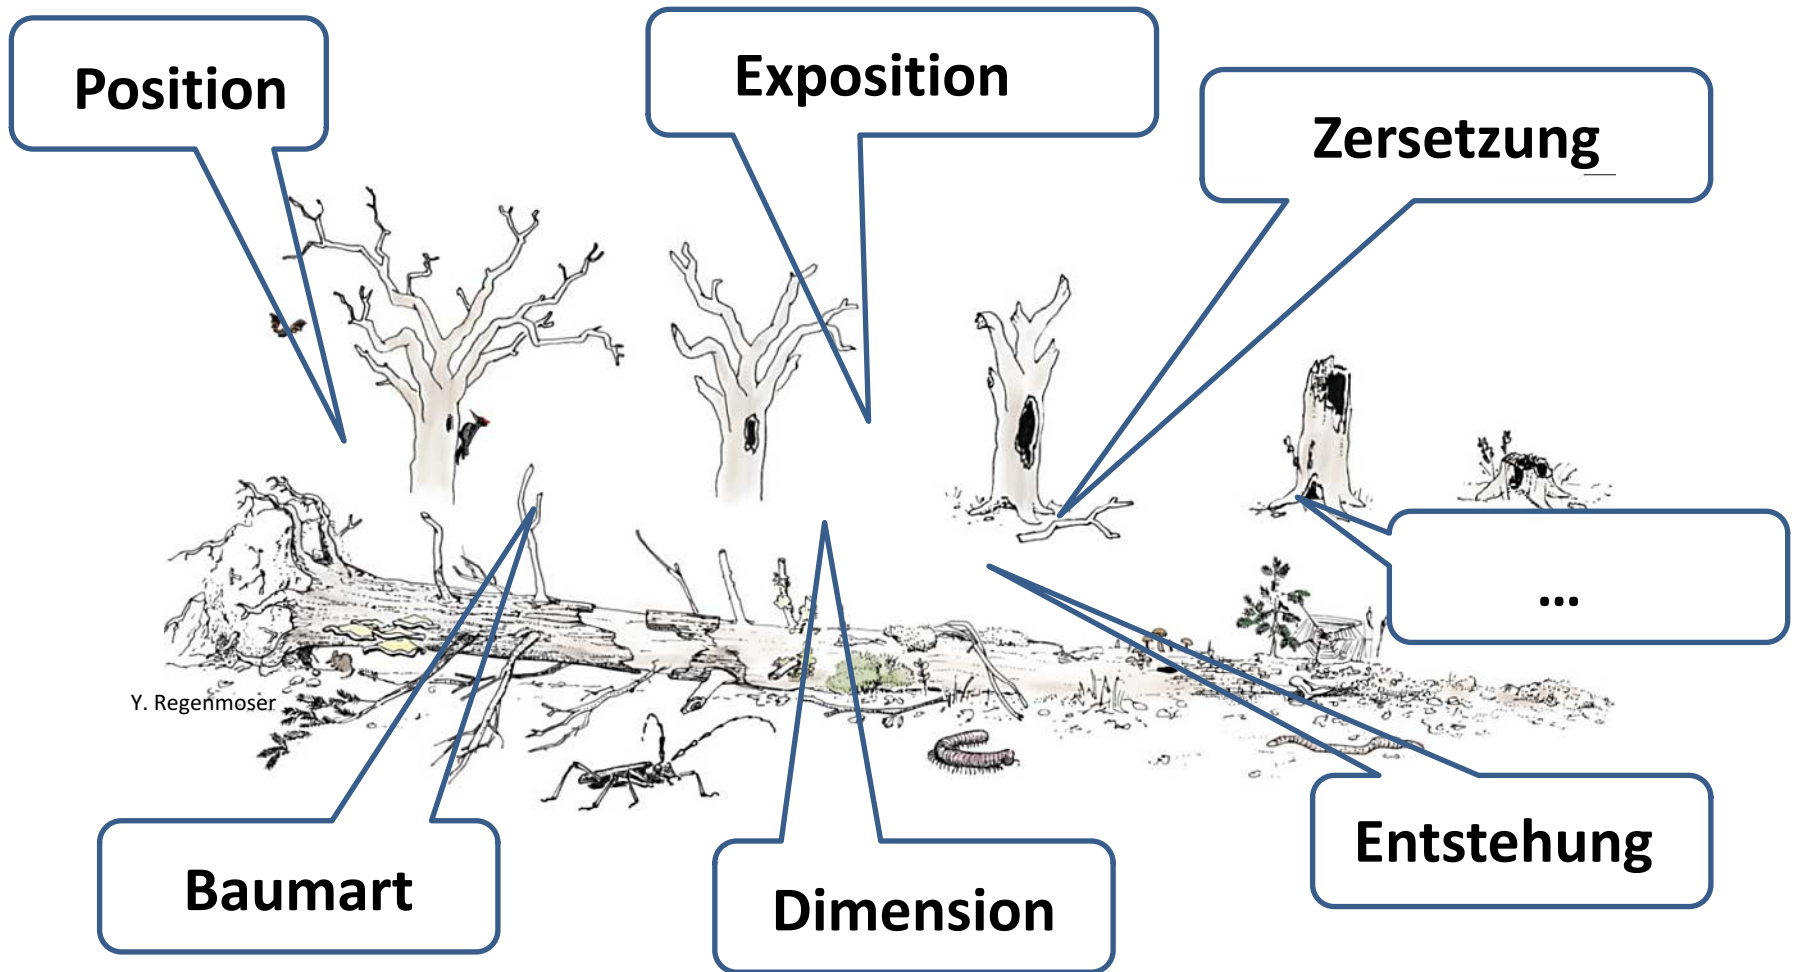 Position
Exposition
Zersetzung
...
Y. Regenmoser
Entstehung
Baumart
Dimension